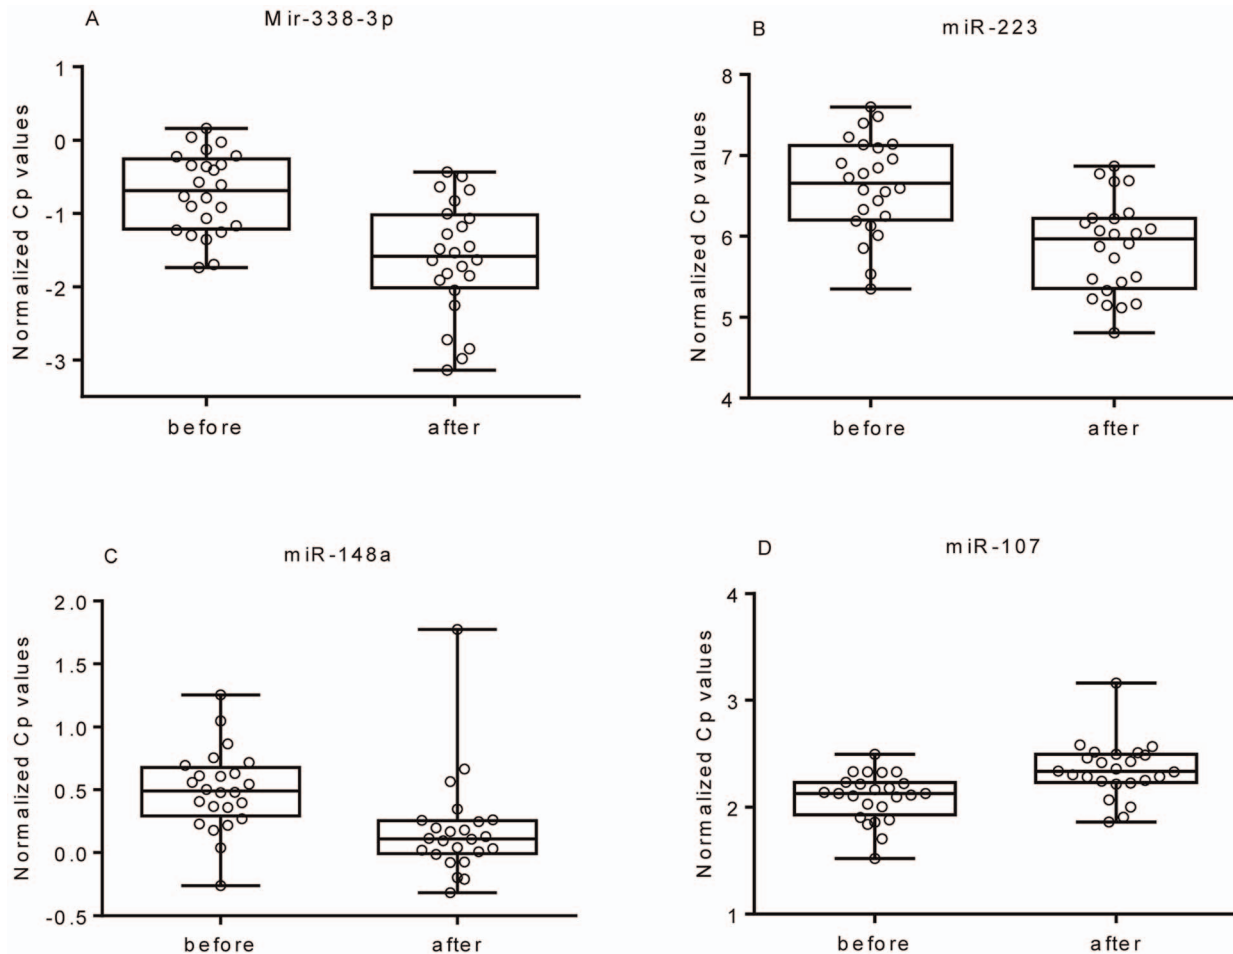 A
Mir-338-3p
Normalized Cp values
1
0
-1
-2
-3
before
after
B
miR-223
Normalized Cp values
8
7
6
5
4
before
after
C
miR-148a
Normalized Cp values
2.0
1.5
1.0
0.5
0.0
-0.5
before
after
D
miR-107
Normalized Cp values
4
3
2
1
before
after